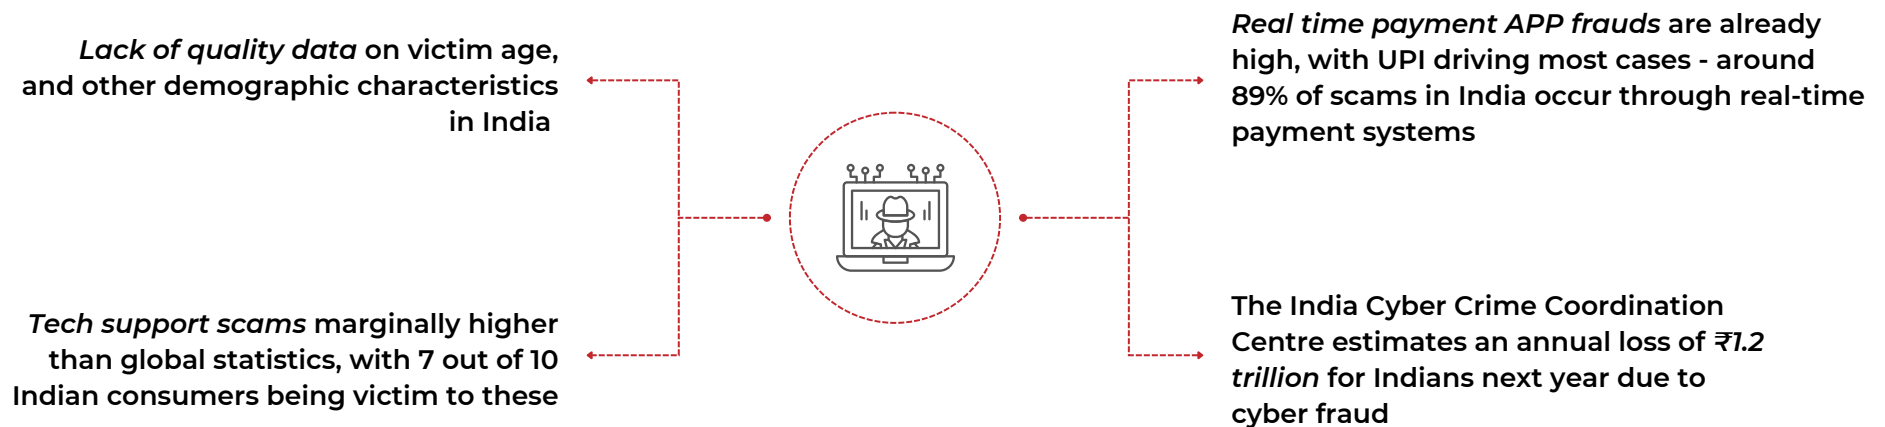 Lack of quality data on victim age,
and other demographic characteristics
in India
Real time payment APP frauds are already
high, with UPI driving most cases - around
89% of scams in India occur through real-time
payment systems
Tech support scams marginally higher
than global statistics, with 7 out of 10
Indian consumers being victim to these
The India Cyber Crime Coordination
Centre estimates an annual loss of ₹1.2
trillion for Indians next year due to
cyber fraud